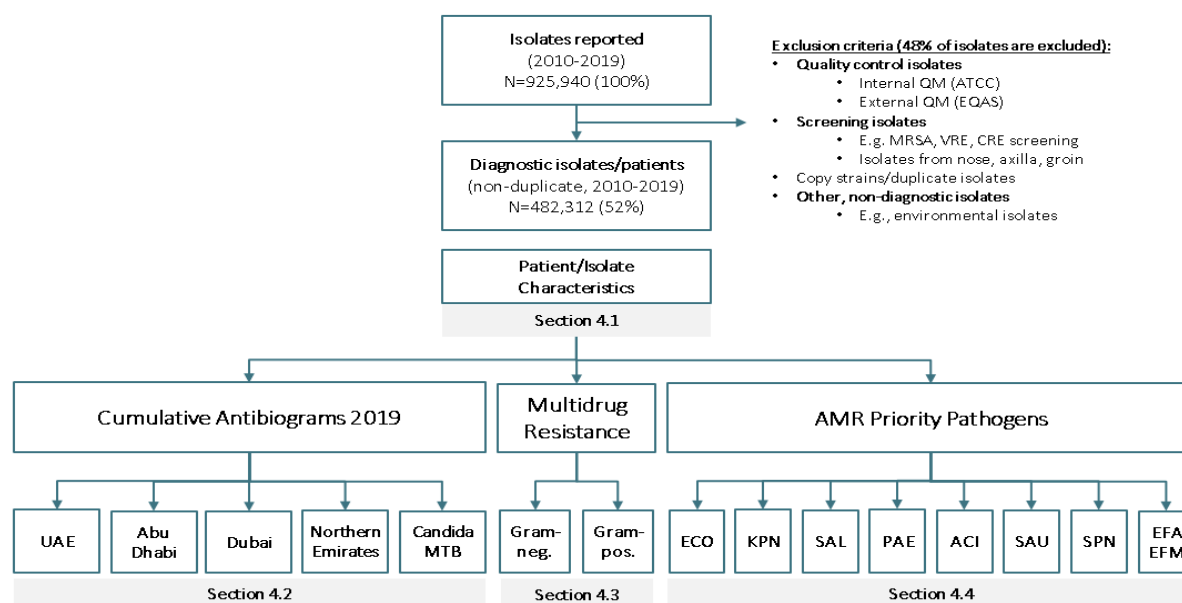 Isolates reported
(2010-2019)
N=925,940 (100%)
Exclusion criteria (48% of isolates are excluded):
• Quality control isolates
• Internal QM (ATCC)
• External QM (EQAS)
• Screening isolates
• E.g. MRSA, VRE, CRE screening
• Isolates from nose, axilla, groin
• Copy strains/duplicate isolates
• Other, non-diagnostic isolates
• E.g., environmental isolates
Diagnostic isolates/patients
(non-duplicate, 2010-2019)
N=482,312 (52%)
Patient/Isolate
Characteristics
Section 4.1
Cumulative Antibiograms 2019
Multidrug
Resistance
AMR Priority Pathogens
UAE
Abu
Dhabi
Dubai
Northern
Emirates
Candida
MTB
Gram-
neg.
Gram-
pos.
ECO
KPN
SAL
PAE
ACI
SAU
SPN
EFA
EFM
Section 4.2
Section 4.3
Section 4.4